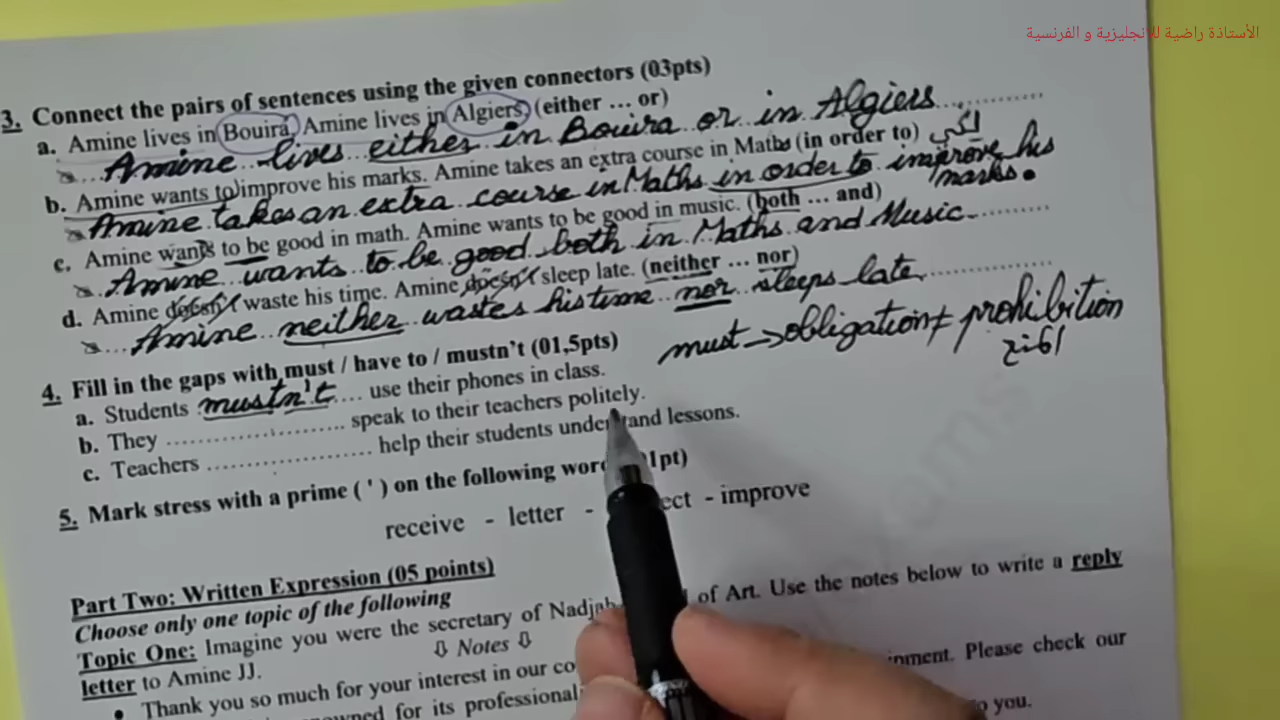 الأستاذة راضية للانجليزية و الفرنسية
3. Connect the pairs of sentences using the given connectors (03pts)
a. Amine lives in Bouira. Amine lives in Algiers. (either ... or)
Amine lives either in Bouira or in Algiers
b. Amine wants to improve his marks. Amine takes an extra course in Maths (in order to) لكي
Amine takes an extra course in Maths in order to improve his
marks.
c. Amine wants to be good in math. Amine wants to be good in music. (both ... and)
Amine wants to be good both in Maths and Music
d. Amine doesn't waste his time. Amine doesn't sleep late. (neither ... nor)
Amine neither wastes his time nor sleeps late
must → obligation ≠ prohibition
4. Fill in the gaps with must / have to / mustn't (01,5pts)
a. Students mustn't use their phones in class.
b. They .................... speak to their teachers politely.
c. Teachers .................... help their students understand lessons.
5. Mark stress with a prime ( ' ) on the following 1pt)
receive - letter - ect - improve
Part Two: Written Expression (05 points)
Choose only one topic of the following
Topic One: Imagine you were the secretary of of Art. Use the notes below to write a reply
letter to Amine JJ.
⇩ Notes ⇩
• Thank you so much for your interest in our Please check our
for its to you.